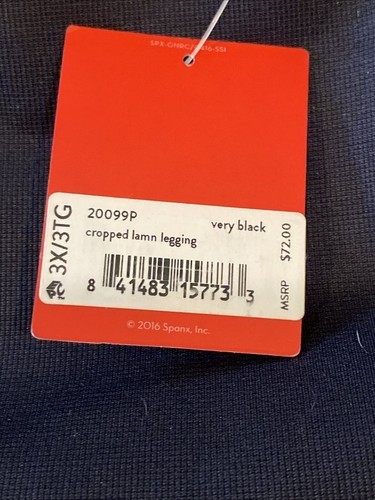 20099P
very black
cropped lamn legging
3X/3TG
8 41483 15773 3
MSRP $72.00
© 2016 Spanx, Inc.